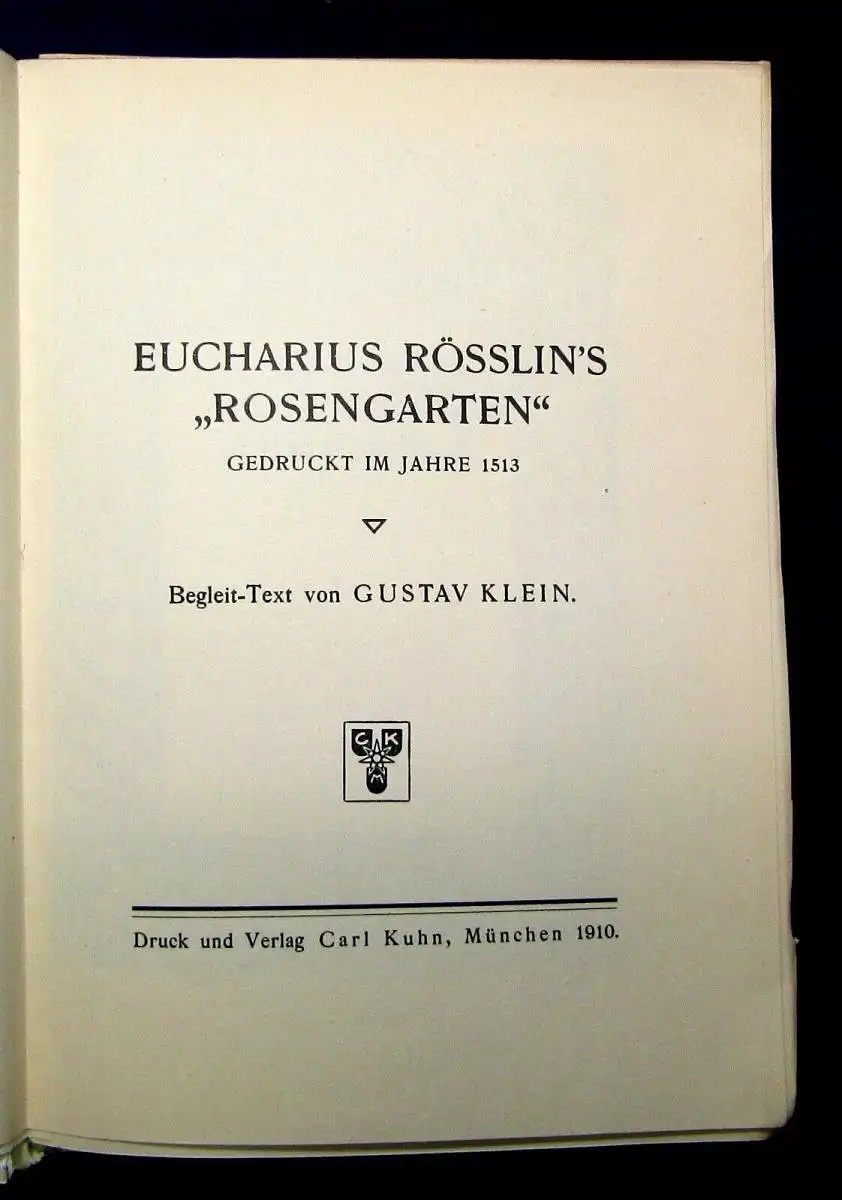 EUCHARIUS RÖSSLIN'S
„ROSENGARTEN“
GEDRUCKT IM JAHRE 1513
Begleit-Text von GUSTAV KLEIN.
C K
M
Druck und Verlag Carl Kuhn, München 1910.